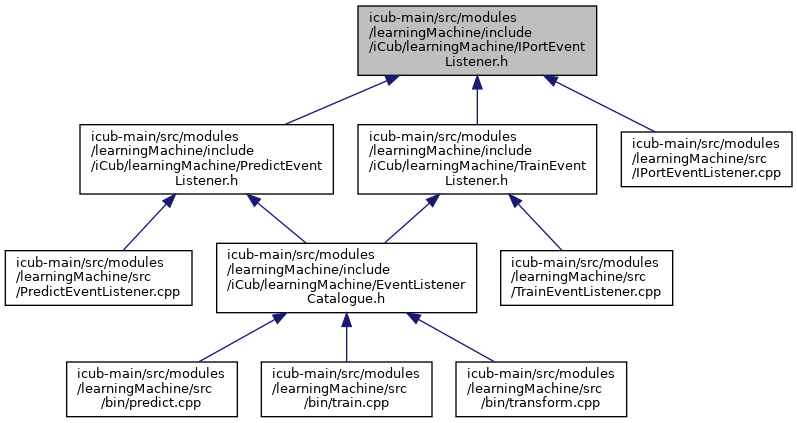 icub-main/src/modules
/learningMachine/include
/iCub/learningMachine/IPortEvent
Listener.h
icub-main/src/modules
/learningMachine/include
/iCub/learningMachine/PredictEvent
Listener.h
icub-main/src/modules
/learningMachine/include
/iCub/learningMachine/TrainEvent
Listener.h
icub-main/src/modules
/learningMachine/src
/IPortEventListener.cpp
icub-main/src/modules
/learningMachine/src
/PredictEventListener.cpp
icub-main/src/modules
/learningMachine/include
/iCub/learningMachine/EventListener
Catalogue.h
icub-main/src/modules
/learningMachine/src
/TrainEventListener.cpp
icub-main/src/modules
/learningMachine/src
/bin/predict.cpp
icub-main/src/modules
/learningMachine/src
/bin/train.cpp
icub-main/src/modules
/learningMachine/src
/bin/transform.cpp